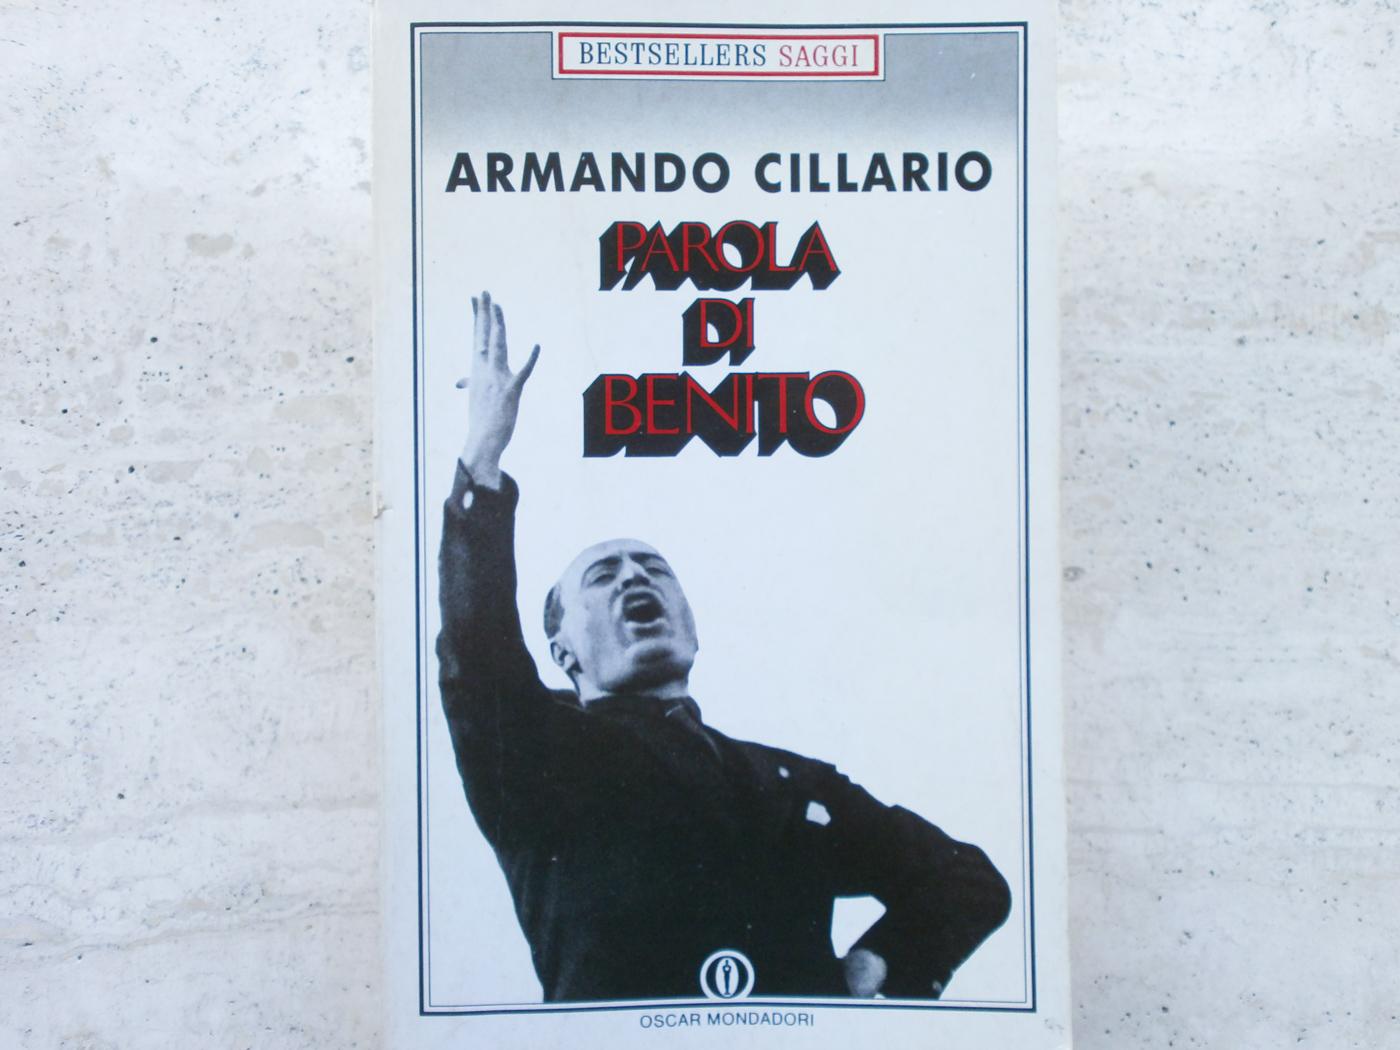 BESTSELLERS SAGGI
ARMANDO CILLARIO
PAROLA
DI
BENITO
OSCAR MONDADORI